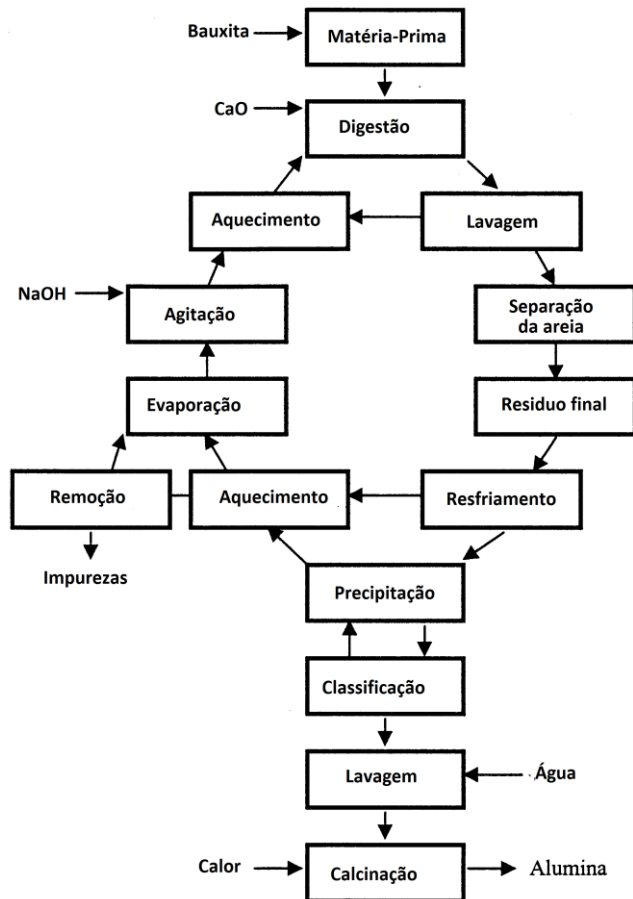 Bauxita
Matéria-Prima
CaO
Digestão
Aquecimento
Lavagem
NaOH
Agitação
Separação
da areia
Evaporação
Residuo final
Remoção
Aquecimento
Resfriamento
Impurezas
Precipitação
Classificação
Lavagem
Água
Calor
Calcinação
Alumina